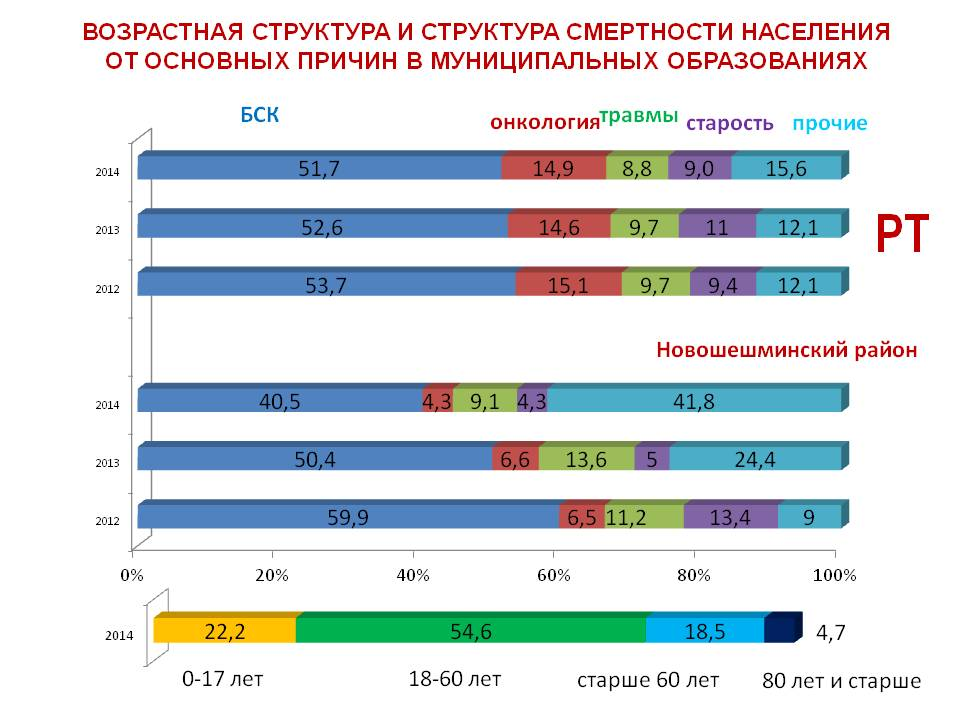 ВОЗРАСТНАЯ СТРУКТУРА И СТРУКТУРА СМЕРТНОСТИ НАСЕЛЕНИЯ
ОТ ОСНОВНЫХ ПРИЧИН В МУНИЦИПАЛЬНЫХ ОБРАЗОВАНИЯХ
БСК онкология травмы старость прочие
2014 51,7 14,9 8,8 9,0 15,6
2013 52,6 14,6 9,7 11 12,1
РТ
2012 53,7 15,1 9,7 9,4 12,1
Новошешминский район
2014 40,5 4,3 9,1 4,3 41,8
2013 50,4 6,6 13,6 5 24,4
2012 59,9 6,5 11,2 13,4 9
0% 20% 40% 60% 80% 100%
2014 22,2 54,6 18,5 4,7
0-17 лет 18-60 лет старше 60 лет 80 лет и старше